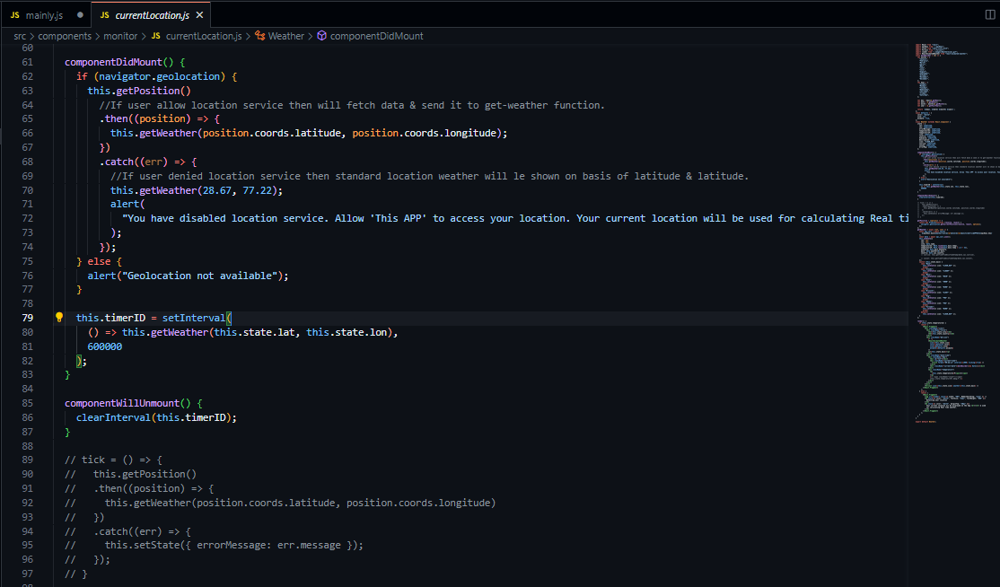 JS mainly.js ● JS currentLocation.js ×
src > components > monitor > JS currentLocation.js > Weather > componentDidMount
60
61 componentDidMount() {
62 if (navigator.geolocation) {
63 this.getPosition()
64 //If user allow location service then will fetch data & send it to get-weather function.
65 .then((position) => {
66 this.getWeather(position.coords.latitude, position.coords.longitude);
67 })
68 .catch((err) => {
69 //If user denied location service then standard location weather will le shown on basis of latitude & latitude.
70 this.getWeather(28.67, 77.22);
71 alert(
72 "You have disabled location service. Allow 'This APP' to access your location. Your current location will be used for calculating Real ti
73 );
74 });
75 } else {
76 alert("Geolocation not available");
77 }
78
79 this.timerID = setInterval(
80 () => this.getWeather(this.state.lat, this.state.lon),
81 600000
82 );
83 }
84
85 componentWillUnmount() {
86 clearInterval(this.timerID);
87 }
88
89 // tick = () => {
90 // this.getPosition()
91 // .then((position) => {
92 // this.getWeather(position.coords.latitude, position.coords.longitude)
93 // })
94 // .catch((err) => {
95 // this.setState({ errorMessage: err.message });
96 // });
97 // }
98